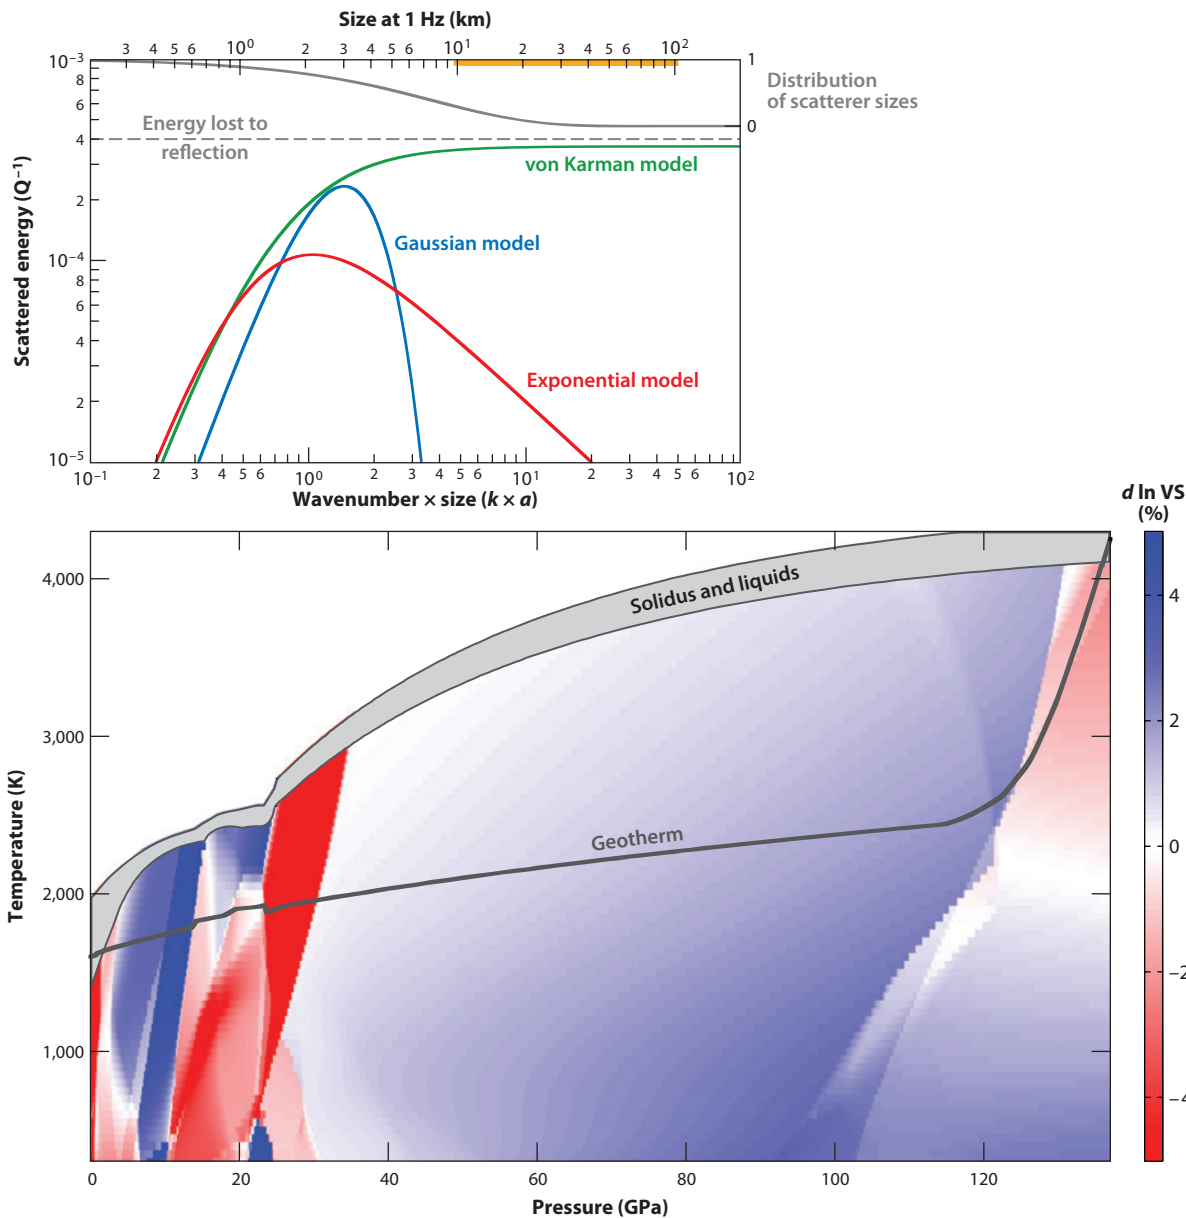 Size at 1 Hz (km)
3 4 5 6 10⁰ 2 3 4 5 6 10¹ 2 3 4 5 6 10²
10⁻³
8
6
4
2
10⁻⁴
8
6
4
2
10⁻⁵
1
0
Distribution
of scatterer sizes
Energy lost to
reflection
von Karman model
Gaussian model
Exponential model
Scattered energy (Q⁻¹)
10⁻¹ 2 3 4 5 6 10⁰ 2 3 4 5 6 10¹ 2 3 4 5 6 10²
Wavenumber × size (k × a)
d ln VS
(%)
4
2
0
−2
−4
4,000
3,000
2,000
1,000
Temperature (K)
Solidus and liquids
Geotherm
0 20 40 60 80 100 120
Pressure (GPa)